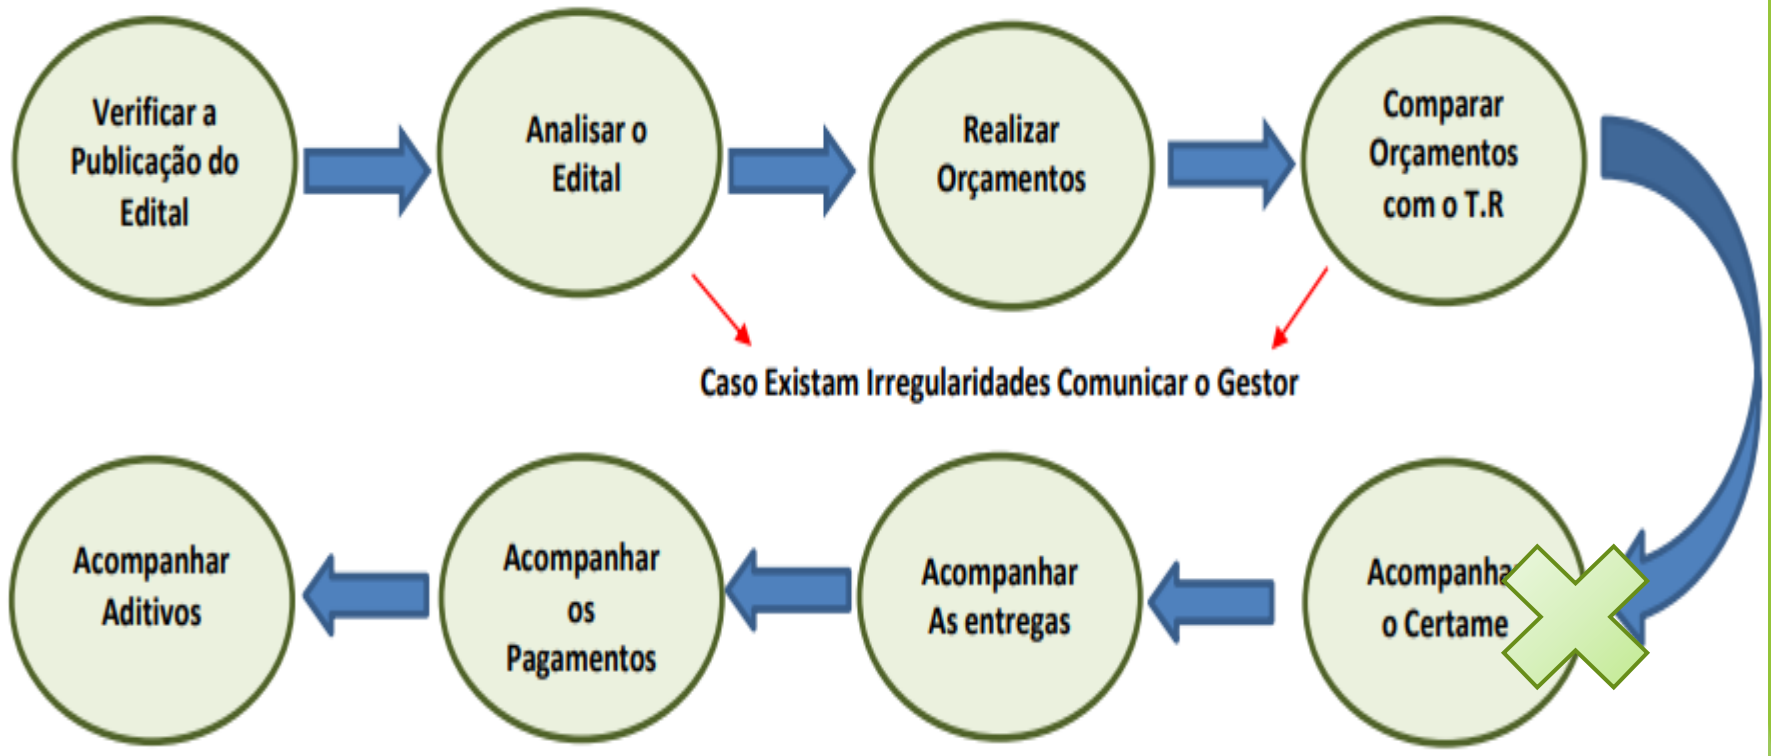 Verificar a
Publicação do
Edital
Analisar o
Edital
Realizar
Orçamentos
Comparar
Orçamentos
com o T.R
Caso Existam Irregularidades Comunicar o Gestor
Acompanha
o Certame
Acompanhar
As entregas
Acompanhar
os
Pagamentos
Acompanhar
Aditivos